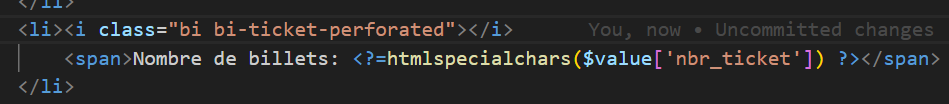 </li>
<li><i class="bi bi-ticket-perforated"></i> You, now • Uncommitted changes
<span>Nombre de billets: <?=htmlspecialchars($value['nbr_ticket']) ?></span>
</li>